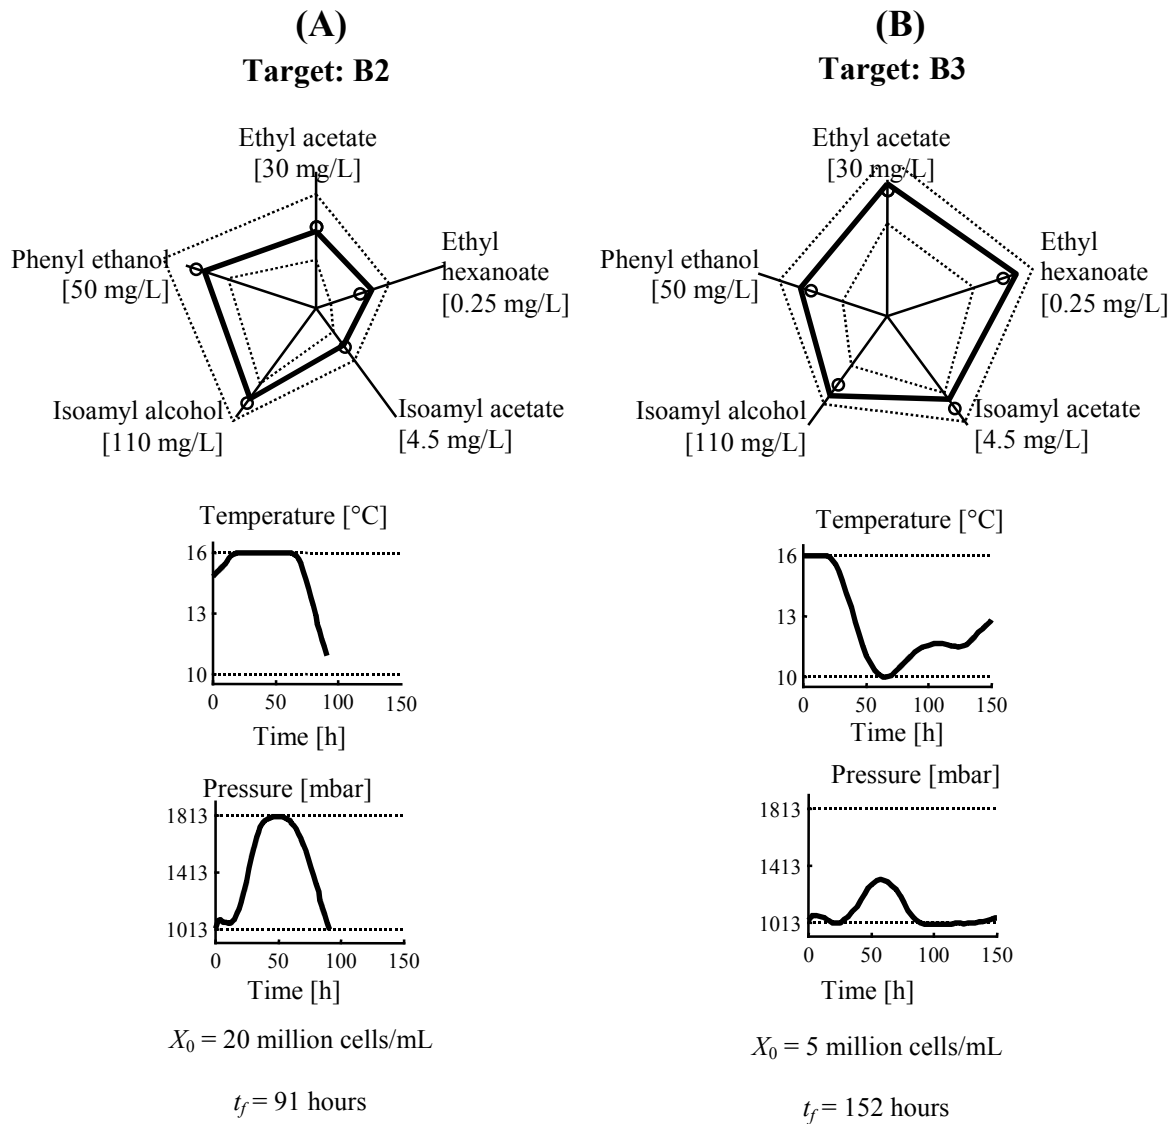 (A)
Target: B2
Ethyl acetate
[30 mg/L]
Phenyl ethanol
[50 mg/L]
Ethyl
hexanoate
[0.25 mg/L]
Isoamyl alcohol
[110 mg/L]
Isoamyl acetate
[4.5 mg/L]
Temperature [°C]
16
13
10
0 50 100 150
Time [h]
Pressure [mbar]
1813
1413
1013
0 50 100 150
Time [h]
X0 = 20 million cells/mL
tf = 91 hours
(B)
Target: B3
Ethyl acetate
[30 mg/L]
Phenyl ethanol
[50 mg/L]
Ethyl
hexanoate
[0.25 mg/L]
Isoamyl alcohol
[110 mg/L]
Isoamyl acetate
[4.5 mg/L]
Temperature [°C]
16
13
10
0 50 100 150
Time [h]
Pressure [mbar]
1813
1413
1013
0 50 100 150
Time [h]
X0 = 5 million cells/mL
tf = 152 hours